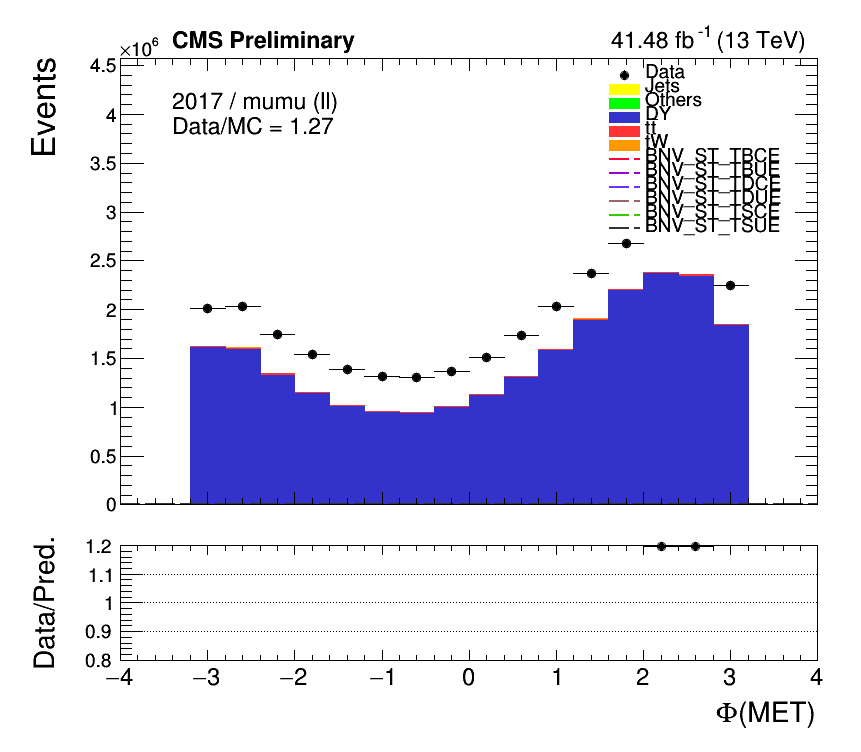 ×10⁶ CMS Preliminary 41.48 fb⁻¹ (13 TeV)
Events
2017 / mumu (ll)
Data/MC = 1.27
Data
Jets
Others
DY
tt
tW
BNV_ST_TBCE
BNV_ST_TBUE
BNV_ST_TDCE
BNV_ST_TDUE
BNV_ST_TSCE
BNV_ST_TSUE
4.5
4
3.5
3
2.5
2
1.5
1
0.5
0
Data/Pred.
1.2
1.1
1
0.9
0.8
−4 −3 −2 −1 0 1 2 3 4
Φ(MET)